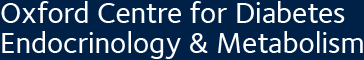 Oxford Centre for Diabetes
Endocrinology & Metabolism